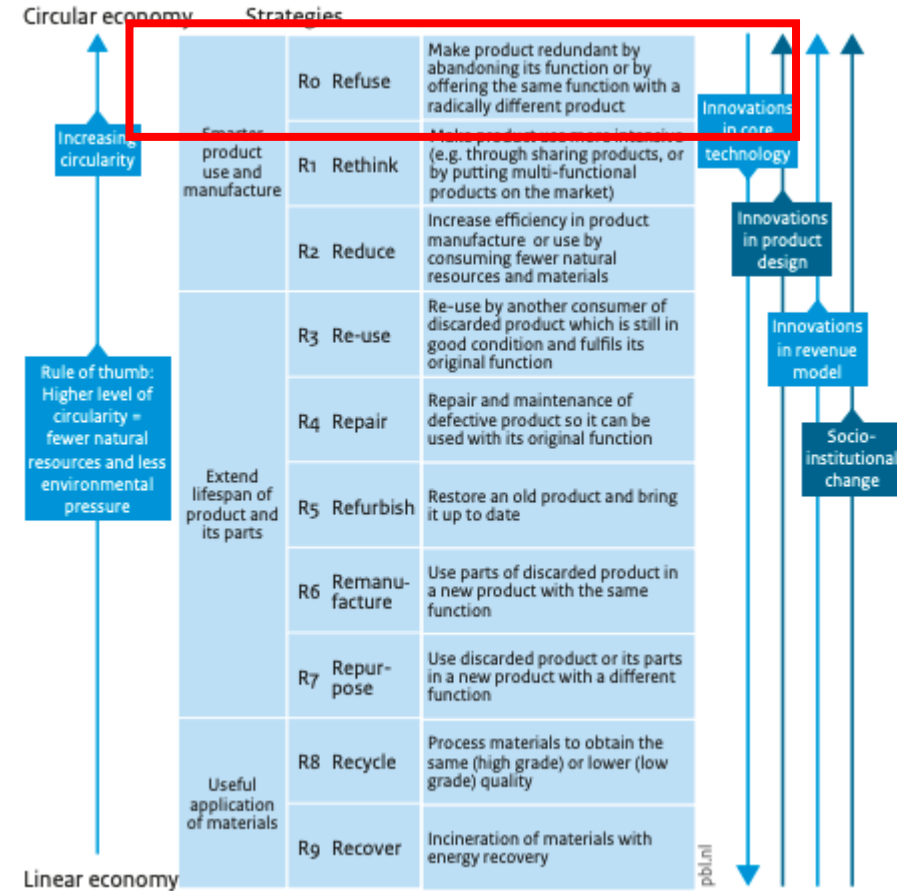 Circular economy
Strategies
Increasing
circularity
Rule of thumb:
Higher level of
circularity =
fewer natural
resources and less
environmental
pressure
Linear economy
Smarter
product
use and
manufacture
R0 Refuse
Make product redundant by
abandoning its function or by
offering the same function with a
radically different product
R1 Rethink
Make product use more intensive
(e.g. through sharing products, or
by putting multi-functional
products on the market)
R2 Reduce
Increase efficiency in product
manufacture or use by
consuming fewer natural
resources and materials
Extend
lifespan of
product and
its parts
R3 Re-use
Re-use by another consumer of
discarded product which is still in
good condition and fulfils its
original function
R4 Repair
Repair and maintenance of
defective product so it can be
used with its original function
R5 Refurbish
Restore an old product and bring
it up to date
R6 Remanu-
facture
Use parts of discarded product in
a new product with the same
function
R7 Repur-
pose
Use discarded product or its parts
in a new product with a different
function
Useful
application
of materials
R8 Recycle
Process materials to obtain the
same (high grade) or lower (low
grade) quality
R9 Recover
Incineration of materials with
energy recovery
Innovations
in core
technology
Innovations
in product
design
Innovations
in revenue
model
Socio-
institutional
change
pbl.nl